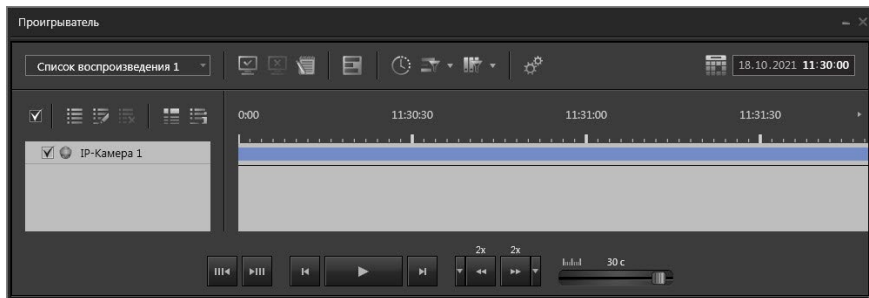 Проигрыватель
Список воспроизведения 1
18.10.2021 11:30:00
0:00 11:30:30 11:31:00 11:31:30
IP-Камера 1
2x 2x
30 с